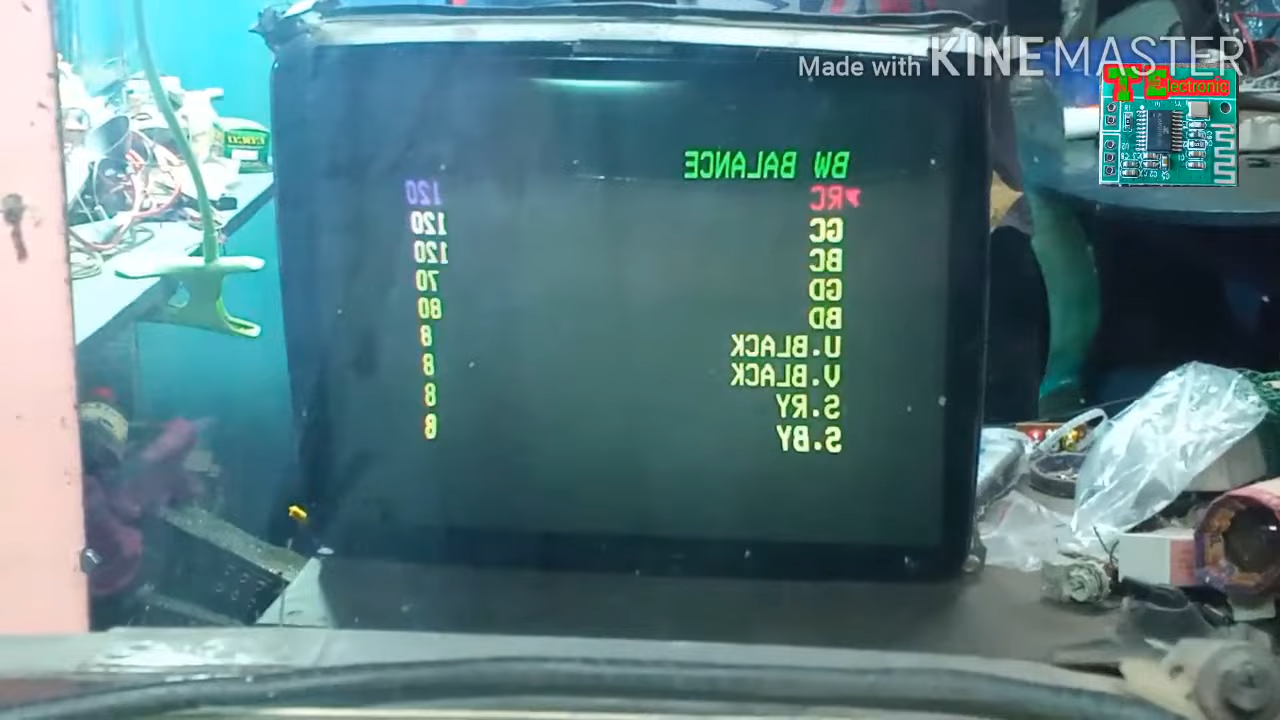 Made with KINEMASTER
BW BALANCE
RC 120
GC 120
BC 120
GD 70
BD 80
U.BLACK 8
V.BLACK 8
S.RY 8
S.BY 8